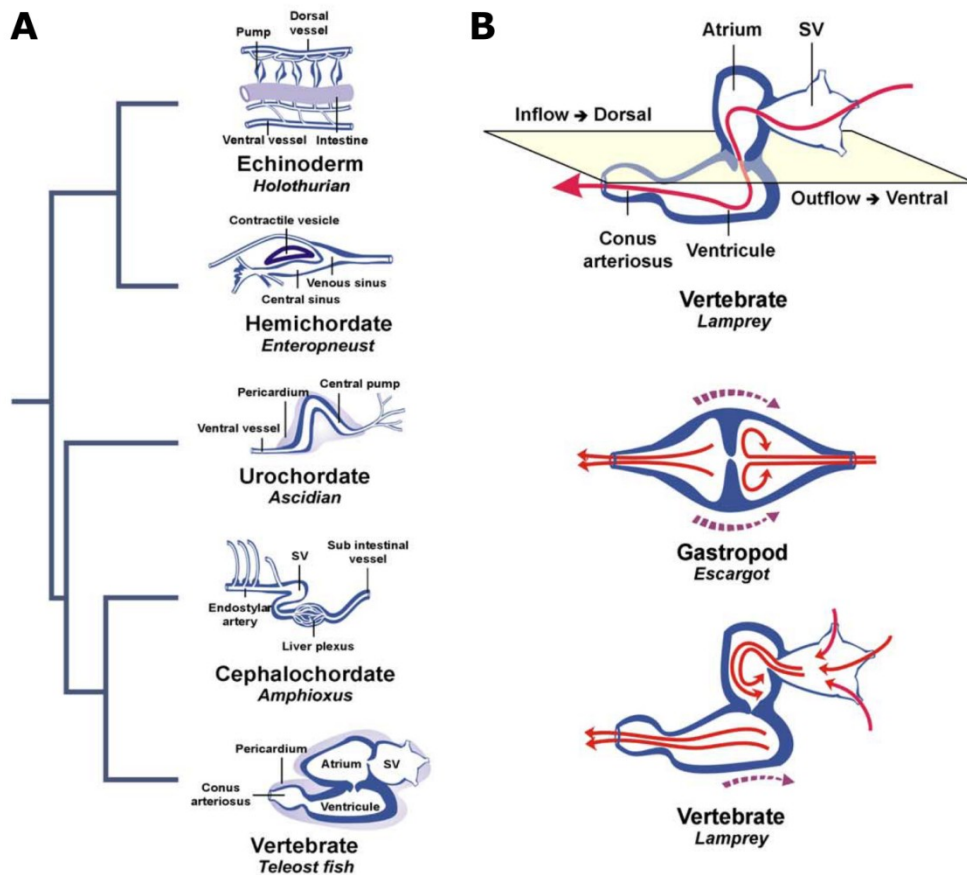 A
Dorsal
vessel
Pump
Ventral vessel
Intestine
Echinoderm
Holothurian
Contractile vesicle
Venous sinus
Central sinus
Hemichordate
Enteropneust
Central pump
Pericardium
Ventral vessel
Urochordate
Ascidian
Sub intestinal
vessel
SV
Endostylar
artery
Liver plexus
Cephalochordate
Amphioxus
Pericardium
Atrium
SV
Conus
arteriosus
Ventricule
Vertebrate
Teleost fish
B
Atrium
SV
Inflow ➔ Dorsal
Outflow ➔ Ventral
Conus
arteriosus
Ventricule
Vertebrate
Lamprey
Gastropod
Escargot
Vertebrate
Lamprey